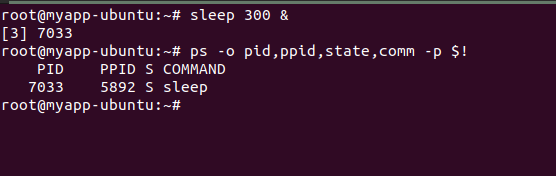 root@myapp-ubuntu:~# sleep 300 &
[3] 7033
root@myapp-ubuntu:~# ps -o pid,ppid,state,comm -p $!
    PID    PPID S COMMAND
   7033    5892 S sleep
root@myapp-ubuntu:~#